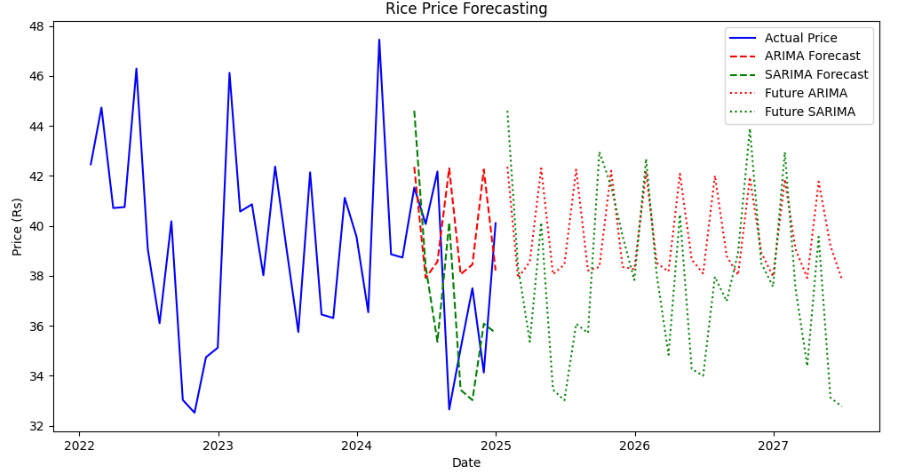 Rice Price Forecasting
Price (Rs)
48
46
44
42
40
38
36
34
32
Actual Price
ARIMA Forecast
SARIMA Forecast
Future ARIMA
Future SARIMA
2022 2023 2024 2025 2026 2027
Date